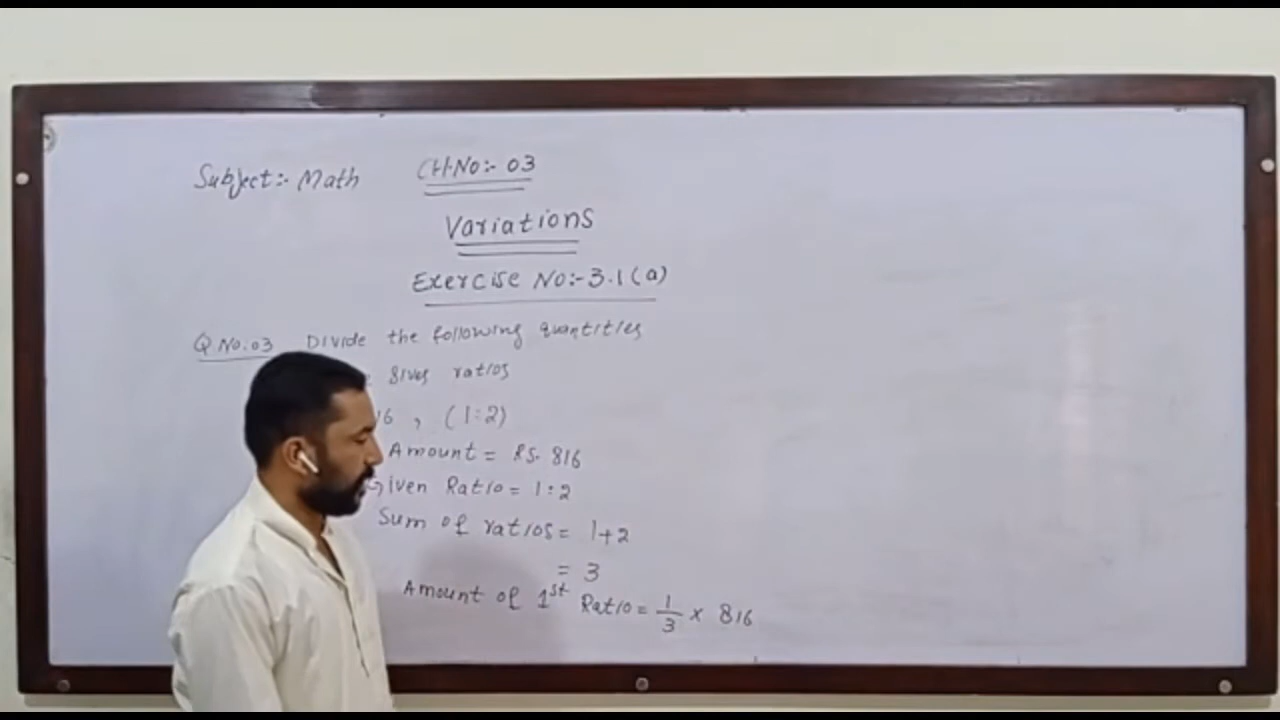 Subject:- Math CH.No:- 03
Variations
Exercise No:- 3.1(a)
Q No.03 Divide the following quantities
ratios
16 , (1:2)
Amount = Rs. 816
Given Ratio = 1:2
Sum of ratios = 1+2
= 3
Amount of 1st Ratio = 1/3 × 816